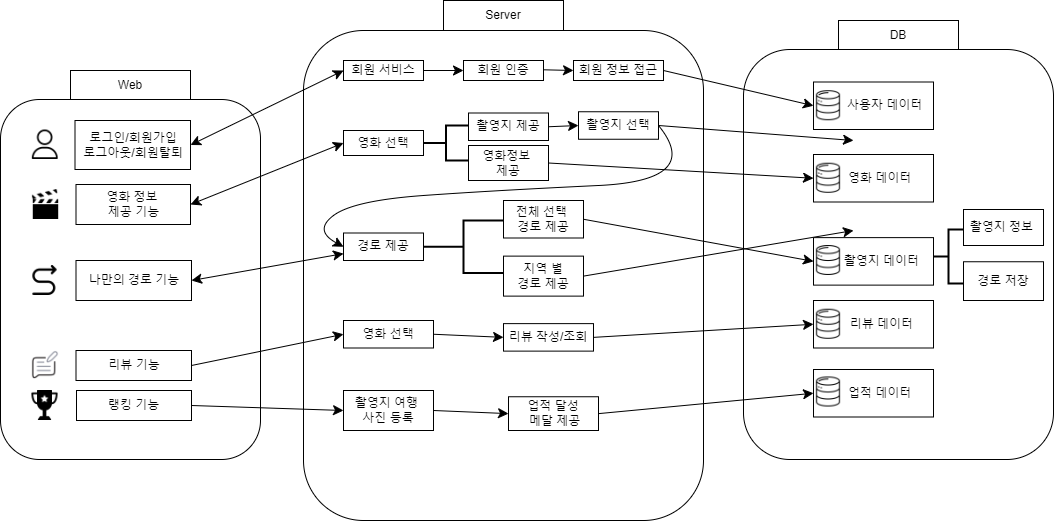 Web
로그인/회원가입
로그아웃/회원탈퇴
영화 정보
제공 기능
나만의 경로 기능
리뷰 기능
랭킹 기능
Server
회원 서비스
회원 인증
회원 정보 접근
영화 선택
촬영지 제공
촬영지 선택
영화정보
제공
경로 제공
전체 선택
경로 제공
지역 별
경로 제공
영화 선택
리뷰 작성/조회
촬영지 여행
사진 등록
업적 달성
메달 제공
DB
사용자 데이터
영화 데이터
촬영지 데이터
촬영지 정보
경로 저장
리뷰 데이터
업적 데이터